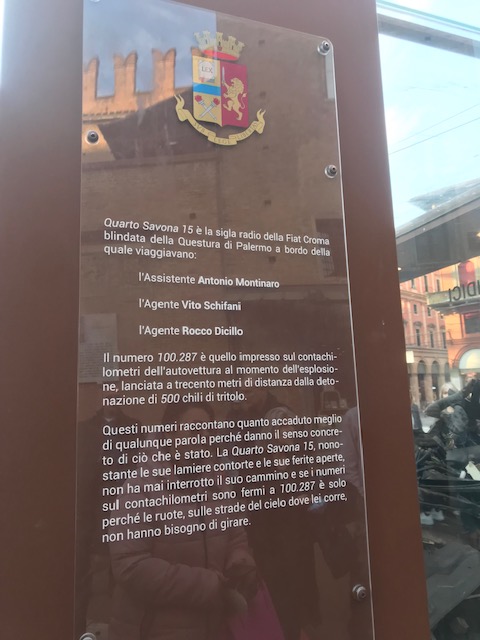 Quarto Savona 15 è la sigla radio della Fiat Croma
blindata della Questura di Palermo a bordo della
quale viaggiavano:
l'Assistente Antonio Montinaro
l'Agente Vito Schifani
l'Agente Rocco Dicillo
Il numero 100.287 è quello impresso sul contachi-
lometri dell'autovettura al momento dell'esplosio-
ne, lanciata a trecento metri di distanza dalla deto-
nazione di 500 chili di tritolo.
Questi numeri raccontano quanto accaduto meglio
di qualunque parola perché danno il senso concre-
to di ciò che è stato. La Quarto Savona 15, nono-
stante le sue lamiere contorte e le sue ferite aperte,
non ha mai interrotto il suo cammino e se i numeri
sul contachilometri sono fermi a 100.287 è solo
perché le ruote, sulle strade del cielo dove lei corre,
non hanno bisogno di girare.